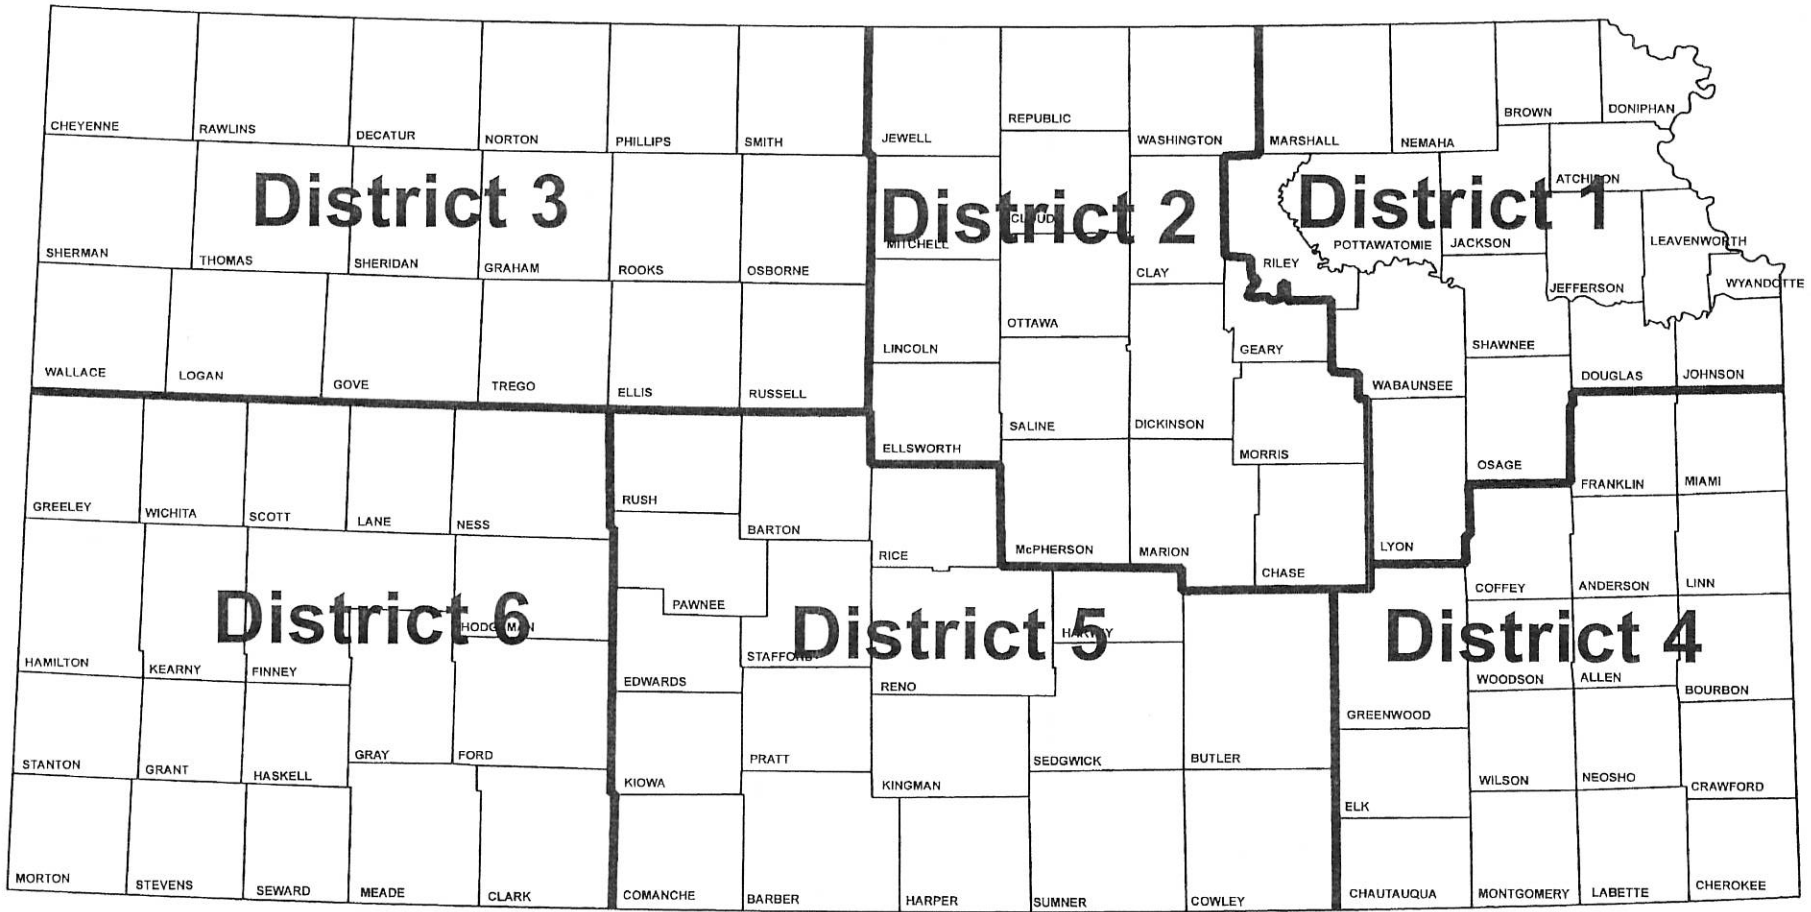 CHEYENNE RAWLINS DECATUR NORTON PHILLIPS SMITH JEWELL REPUBLIC WASHINGTON MARSHALL NEMAHA BROWN DONIPHAN
ATCHISON
District 3 District 2 District 1
SHERMAN THOMAS SHERIDAN GRAHAM ROOKS OSBORNE MITCHELL CLOUD CLAY RILEY POTTAWATOMIE JACKSON JEFFERSON LEAVENWORTH WYANDOTTE
WALLACE LOGAN GOVE TREGO ELLIS RUSSELL LINCOLN OTTAWA GEARY WABAUNSEE SHAWNEE DOUGLAS JOHNSON
ELLSWORTH SALINE DICKINSON MORRIS OSAGE FRANKLIN MIAMI
GREELEY WICHITA SCOTT LANE NESS RUSH BARTON RICE McPHERSON MARION CHASE LYON COFFEY ANDERSON LINN
PAWNEE
District 6 District 5 District 4
HODGEMAN HARVEY
HAMILTON KEARNY FINNEY EDWARDS STAFFORD RENO WOODSON ALLEN BOURBON
GREENWOOD
STANTON GRANT HASKELL GRAY FORD KIOWA PRATT KINGMAN SEDGWICK BUTLER ELK WILSON NEOSHO CRAWFORD
MORTON STEVENS SEWARD MEADE CLARK COMANCHE BARBER HARPER SUMNER COWLEY CHAUTAUQUA MONTGOMERY LABETTE CHEROKEE